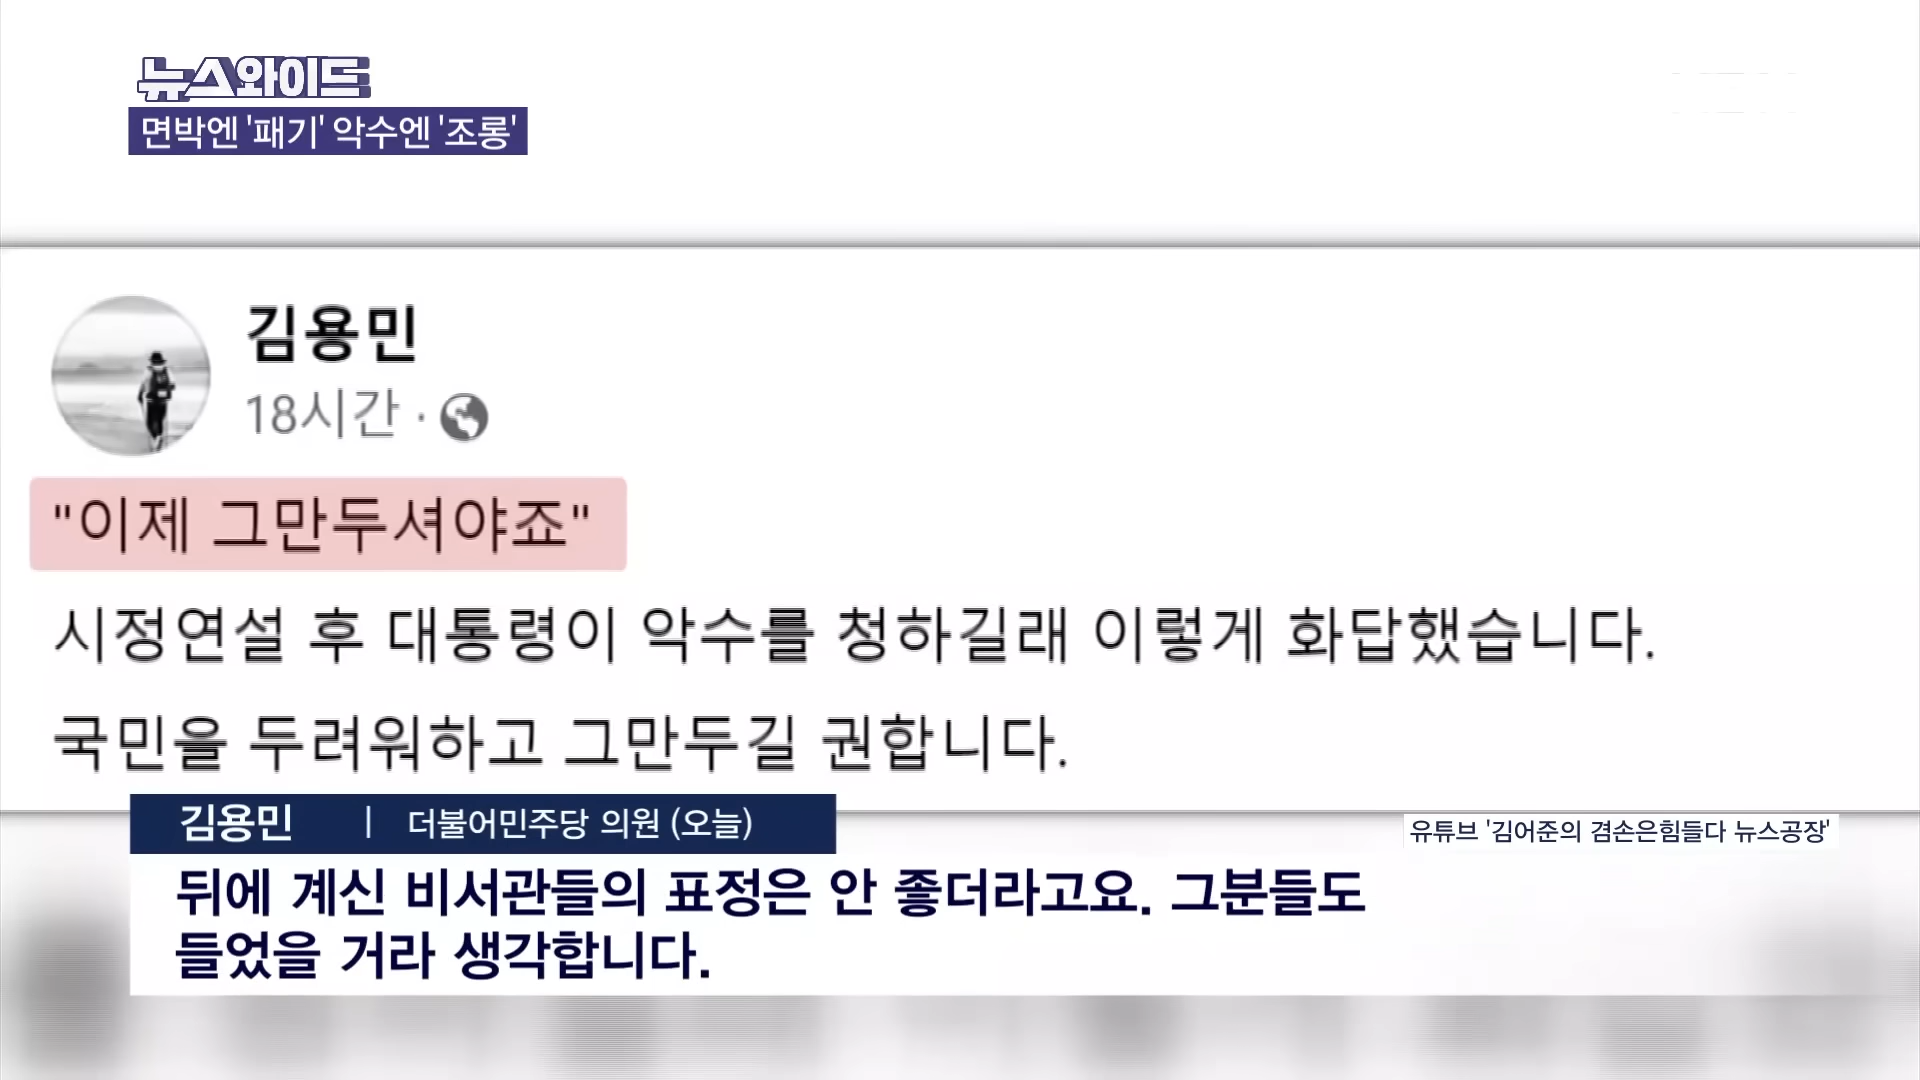 뉴스와이드
면박엔 '패기' 악수엔 '조롱'
김용민
18시간 ·
"이제 그만두셔야죠"
시정연설 후 대통령이 악수를 청하길래 이렇게 화답했습니다.
국민을 두려워하고 그만두길 권합니다.
김용민 | 더불어민주당 의원 (오늘)
유튜브 '김어준의 겸손은힘들다 뉴스공장'
뒤에 계신 비서관들의 표정은 안 좋더라고요. 그분들도
들었을 거라 생각합니다.